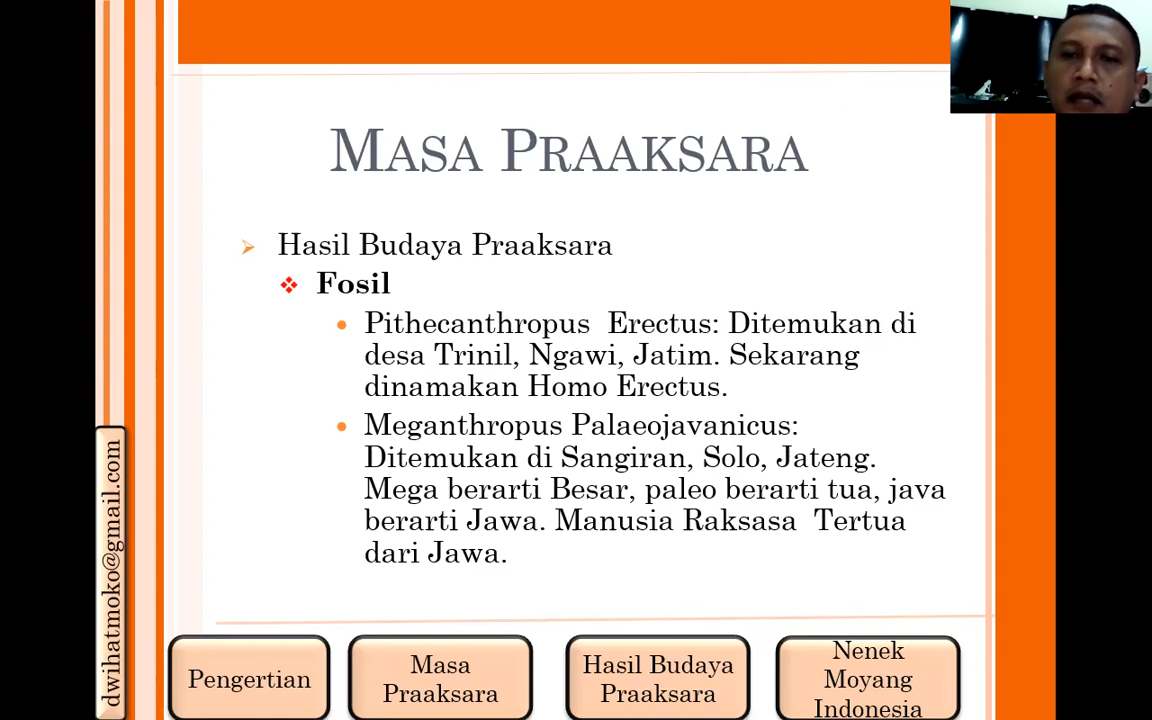 MASA PRAAKSARA
Hasil Budaya Praaksara
Fosil
Pithecanthropus Erectus: Ditemukan di
desa Trinil, Ngawi, Jatim. Sekarang
dinamakan Homo Erectus.
Meganthropus Palaeojavanicus:
Ditemukan di Sangiran, Solo, Jateng.
Mega berarti Besar, paleo berarti tua, java
berarti Jawa. Manusia Raksasa Tertua
dari Jawa.
dwihatmoko@gmail.com
Pengertian
Masa
Praaksara
Hasil Budaya
Praaksara
Nenek
Moyang
Indonesia